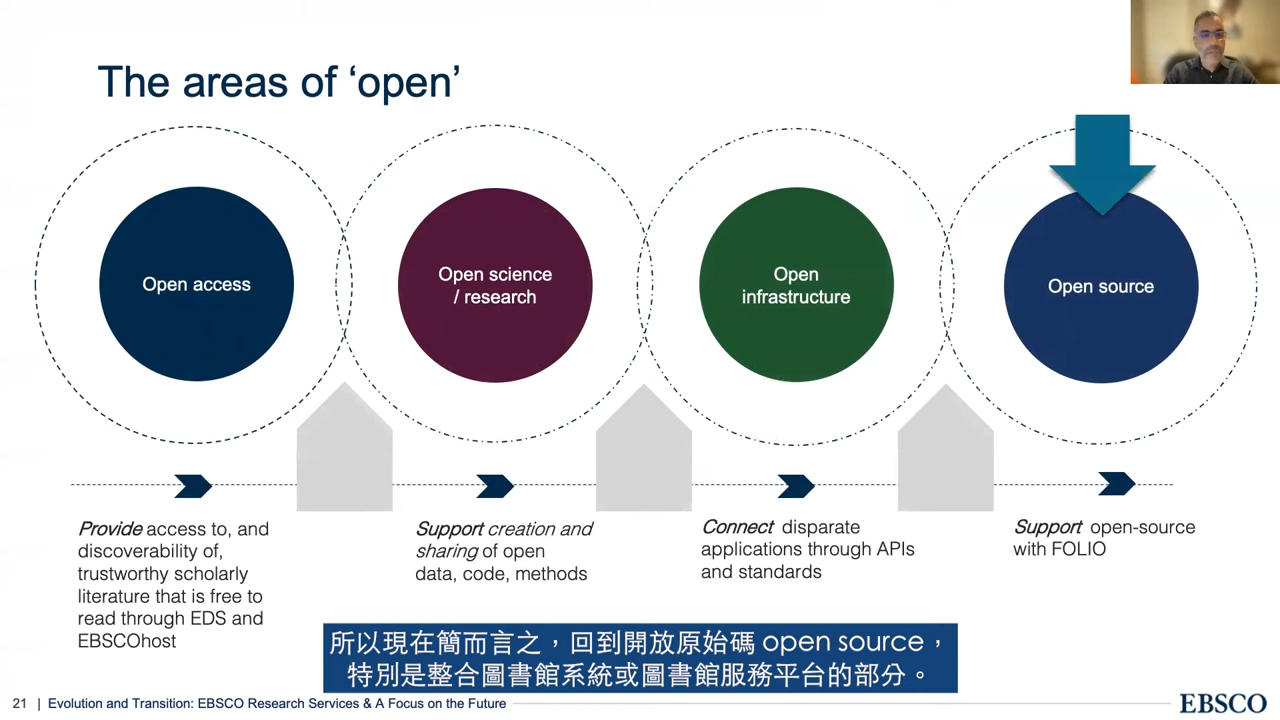 The areas of ‘open’
Open access
Open science
/ research
Open
infrastructure
Open source
Provide access to, and
discoverability of,
trustworthy scholarly
literature that is free to
read through EDS and
EBSCOhost
Support creation and
sharing of open
data, code, methods
Connect disparate
applications through APIs
and standards
Support open-source
with FOLIO
所以現在簡而言之，回到開放原始碼 open source，
特別是整合圖書館系統或圖書館服務平台的部分。
21 | Evolution and Transition: EBSCO Research Services & A Focus on the Future
EBSCO